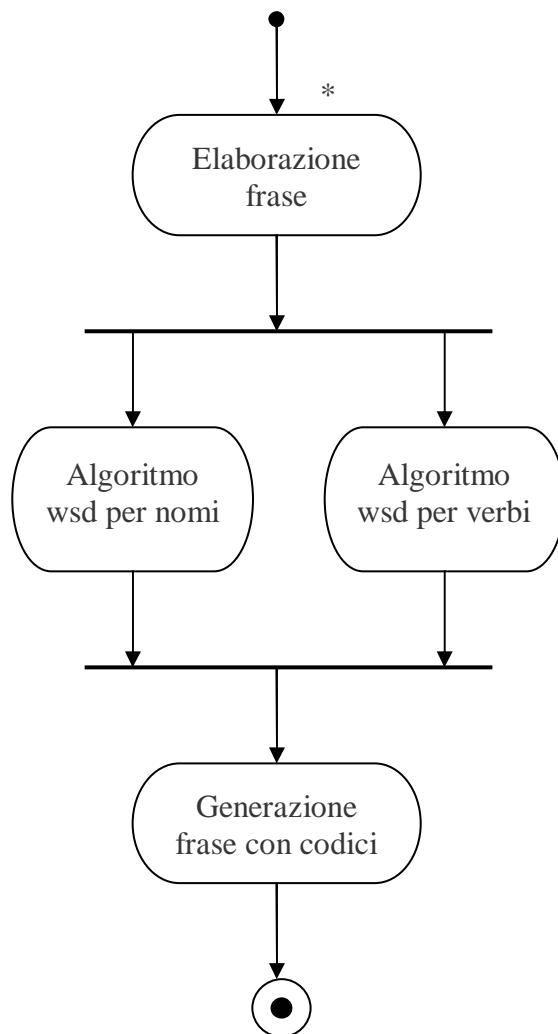 *
Elaborazione
frase
Algoritmo
wsd per nomi
Algoritmo
wsd per verbi
Generazione
frase con codici